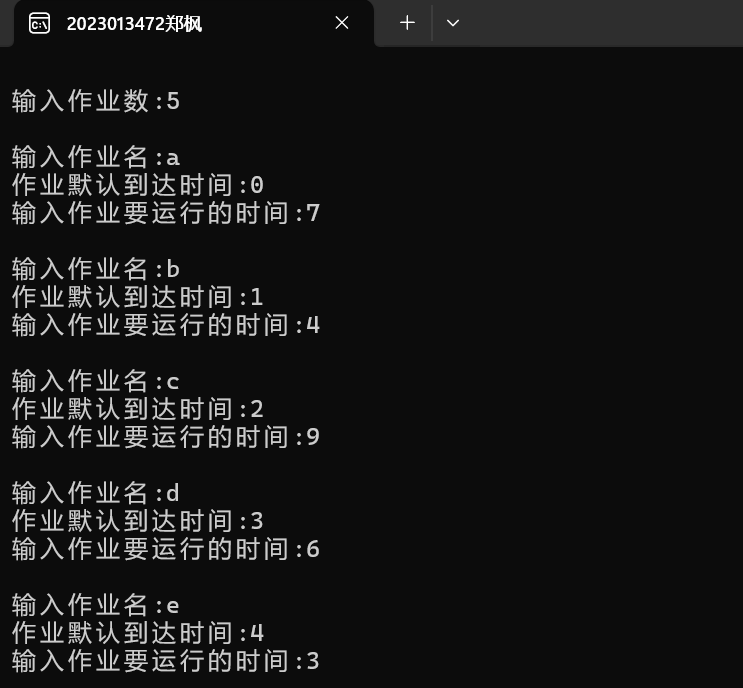 2023013472郑枫
输入作业数:5
输入作业名:a
作业默认到达时间:0
输入作业要运行的时间:7
输入作业名:b
作业默认到达时间:1
输入作业要运行的时间:4
输入作业名:c
作业默认到达时间:2
输入作业要运行的时间:9
输入作业名:d
作业默认到达时间:3
输入作业要运行的时间:6
输入作业名:e
作业默认到达时间:4
输入作业要运行的时间:3